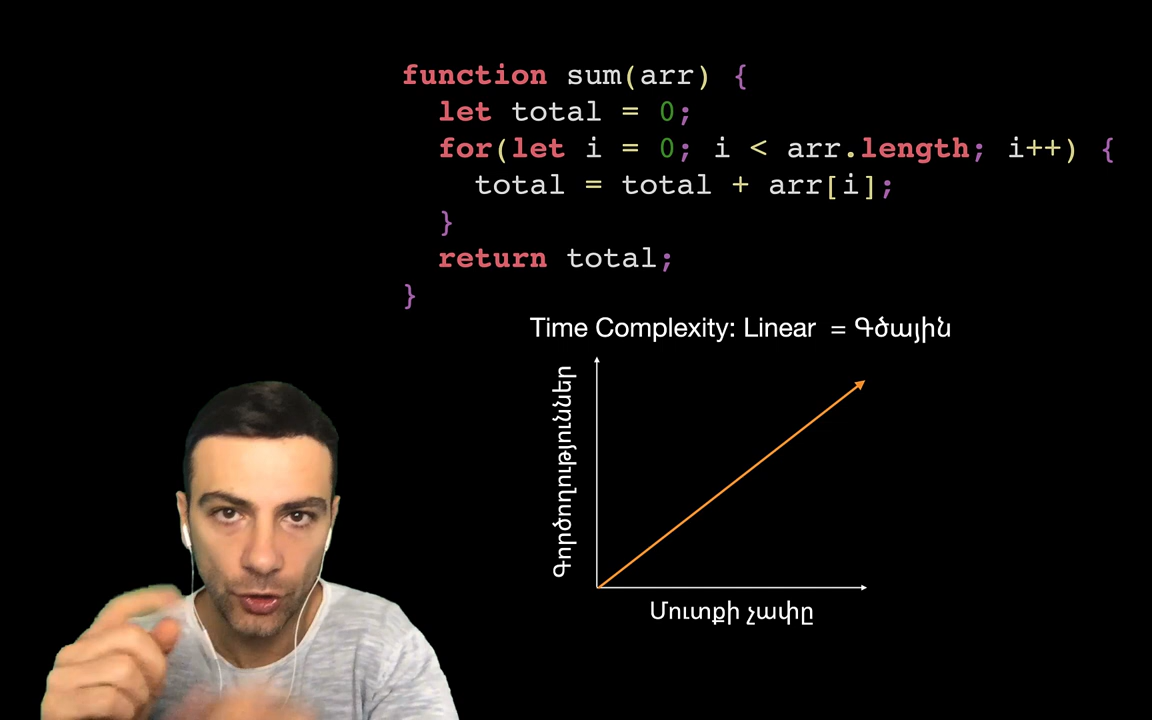 function sum(arr) {
let total = 0;
for(let i = 0; i < arr.length; i++) {
total = total + arr[i];
}
return total;
}
Time Complexity: Linear = Գծային
Գործողություններ
Մուտքի չափը